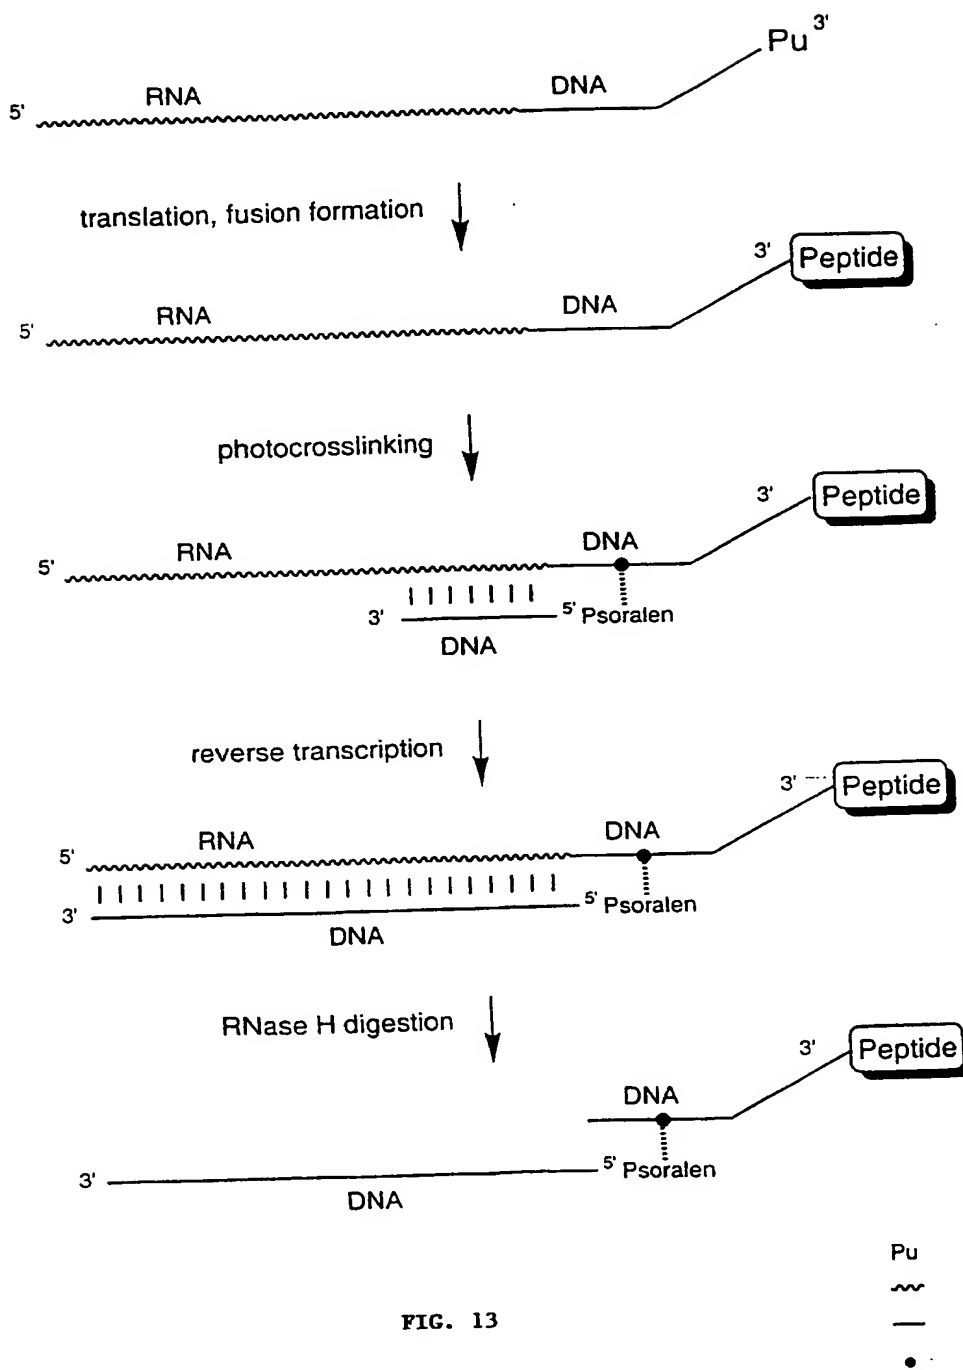 Pu 3'
RNA
DNA
5'
translation, fusion formation
3' Peptide
RNA
DNA
5'
photocrosslinking
3' Peptide
RNA
DNA
5'
3'
5' Psoralen
DNA
reverse transcription
3' Peptide
RNA
DNA
5'
3'
5' Psoralen
DNA
RNase H digestion
3' Peptide
DNA
3'
5' Psoralen
DNA
Pu
FIG. 13